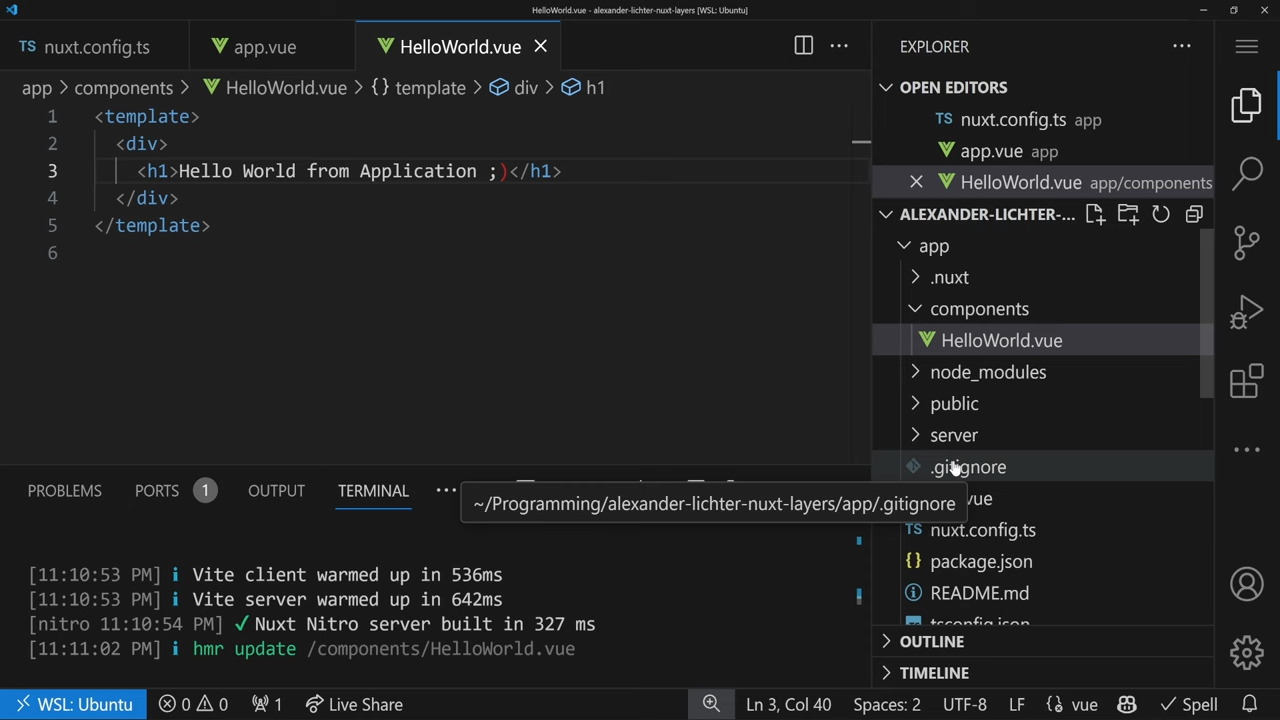 HelloWorld.vue - alexander-lichter-nuxt-layers [WSL: Ubuntu]
TS nuxt.config.ts
app.vue
HelloWorld.vue
app > components > HelloWorld.vue > {} template > div > h1
1 <template>
2 <div>
3 <h1>Hello World from Application ;)</h1>
4 </div>
5 </template>
6
PROBLEMS PORTS 1 OUTPUT TERMINAL
[11:10:53 PM] i Vite client warmed up in 536ms
[11:10:53 PM] i Vite server warmed up in 642ms
[nitro 11:10:54 PM] ✓ Nuxt Nitro server built in 327 ms
[11:11:02 PM] i hmr update /components/HelloWorld.vue
EXPLORER
OPEN EDITORS
TS nuxt.config.ts app
app.vue app
HelloWorld.vue app/components
ALEXANDER-LICHTER-...
app
.nuxt
components
HelloWorld.vue
node_modules
public
server
.gitignore
~/Programming/alexander-lichter-nuxt-layers/app/.gitignore
vue
TS nuxt.config.ts
{} package.json
README.md
tsconfig.json
OUTLINE
TIMELINE
WSL: Ubuntu 0 0 1 Live Share Ln 3, Col 40 Spaces: 2 UTF-8 LF {} vue Spell